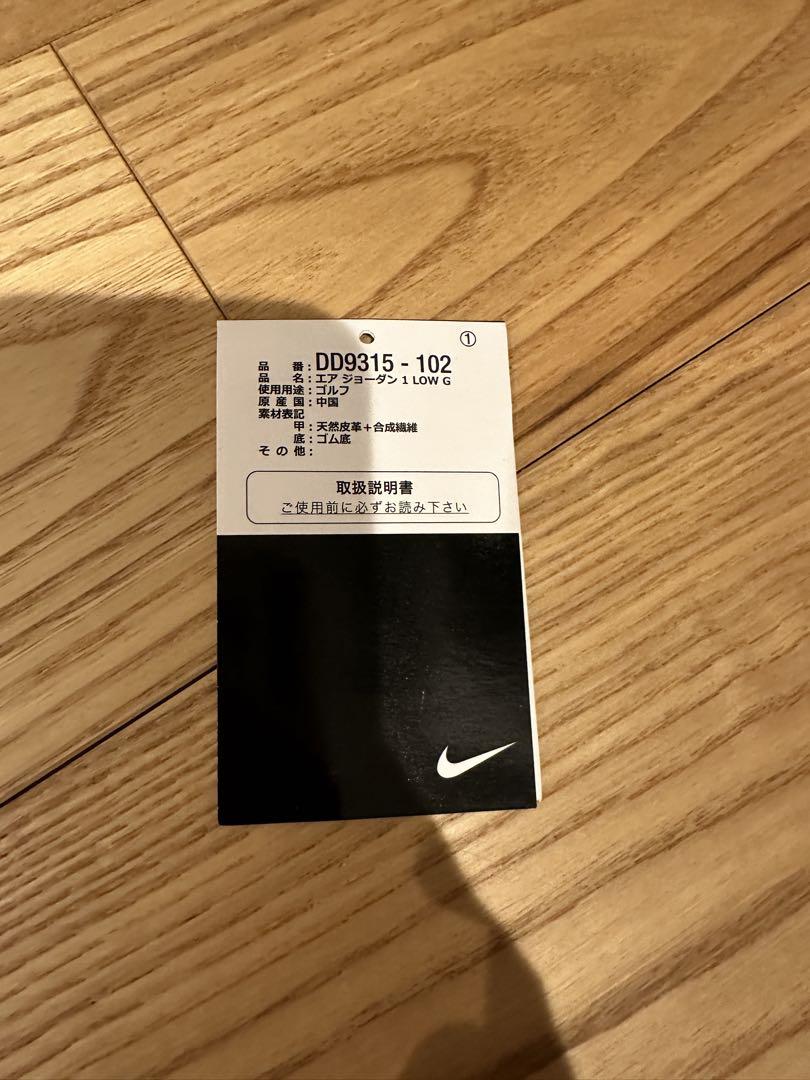 ①
品 番：DD9315 - 102
品 名：エア ジョーダン 1 LOW G
使用用途：ゴルフ
原 産 国：中国
素材表記
甲：天然皮革＋合成繊維
底：ゴム底
そ の 他：
取扱説明書
ご使用前に必ずお読み下さい